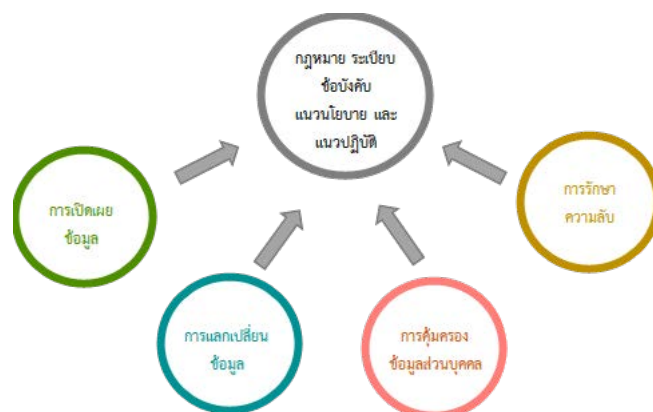 กฎหมาย ระเบียบ
ข้อบังคับ
แนวนโยบาย และ
แนวปฏิบัติ
การเปิดเผย
ข้อมูล
การแลกเปลี่ยน
ข้อมูล
การคุ้มครอง
ข้อมูลส่วนบุคคล
การรักษา
ความลับ